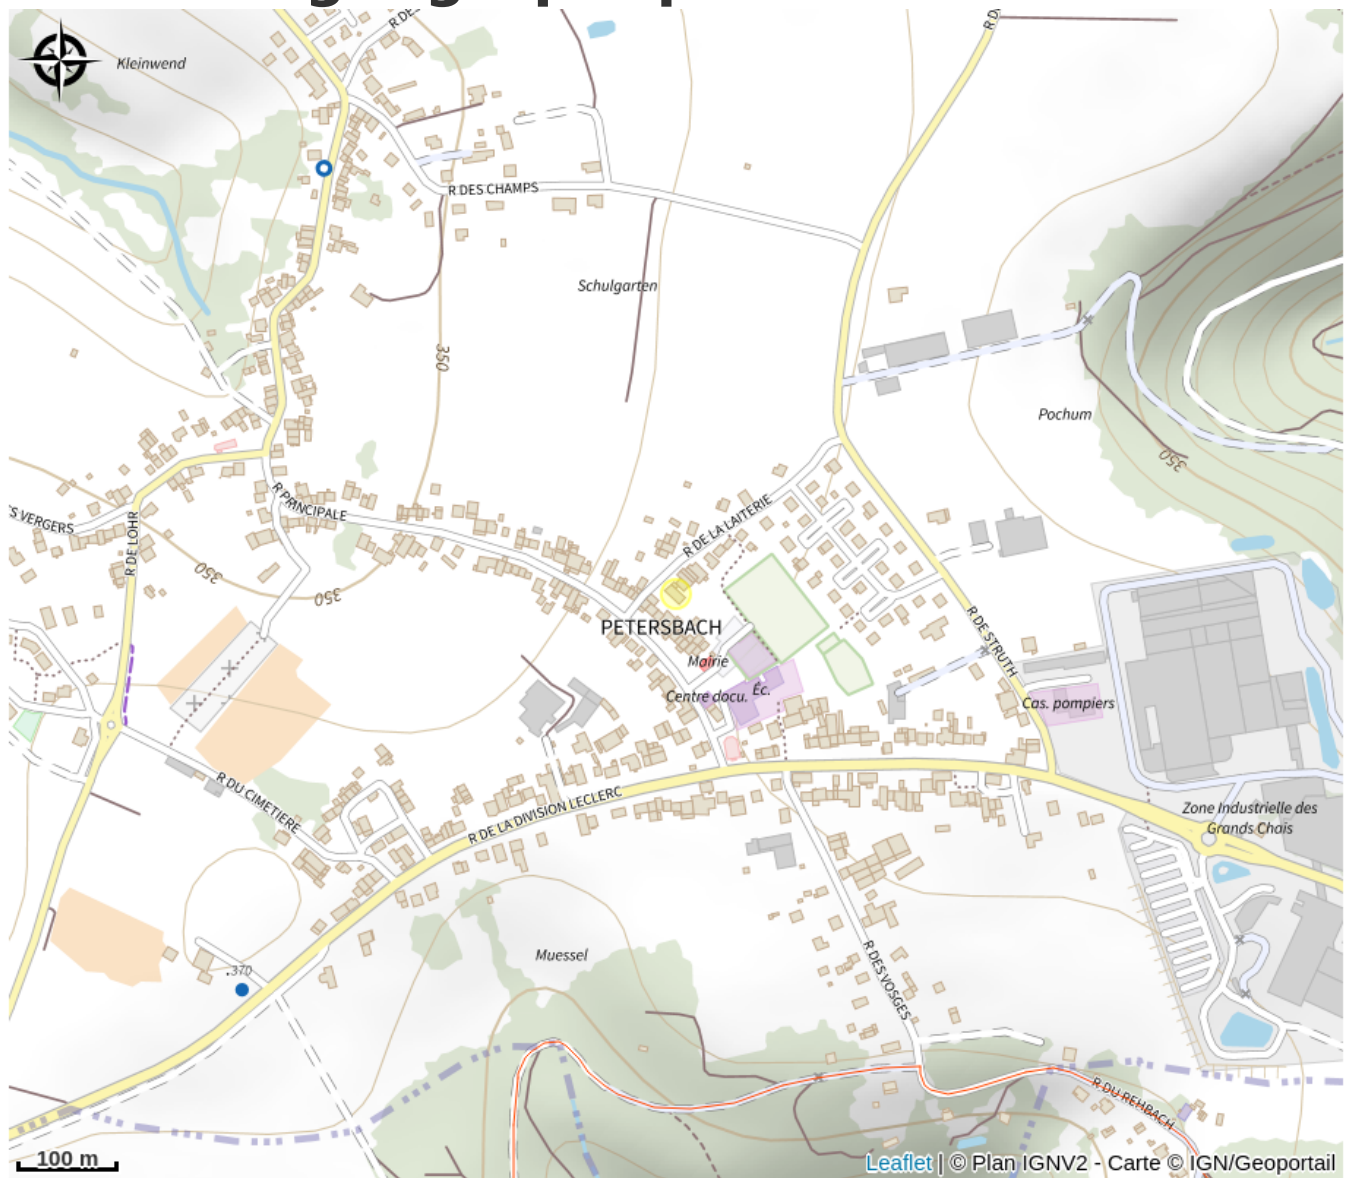 Kleinwend
R DES CHAMPS
Schulgarten
350
Pochum
350
R PRINCIPALE
S VERGERS
R DE LOHR
R DE LA LAITERIE
350
350
PETERSBACH
R DE STRUTH
Mairie
Centre docu.
Éc.
Cas. pompiers
R DU CIMETIERE
R DE LA DIVISION LECLERC
Zone Industrielle des
Grands Chais
Muessel
.370
R DES VOSGES
R DU REHBACH
100 m
Leaflet | © Plan IGNV2 - Carte © IGN/Geoportail